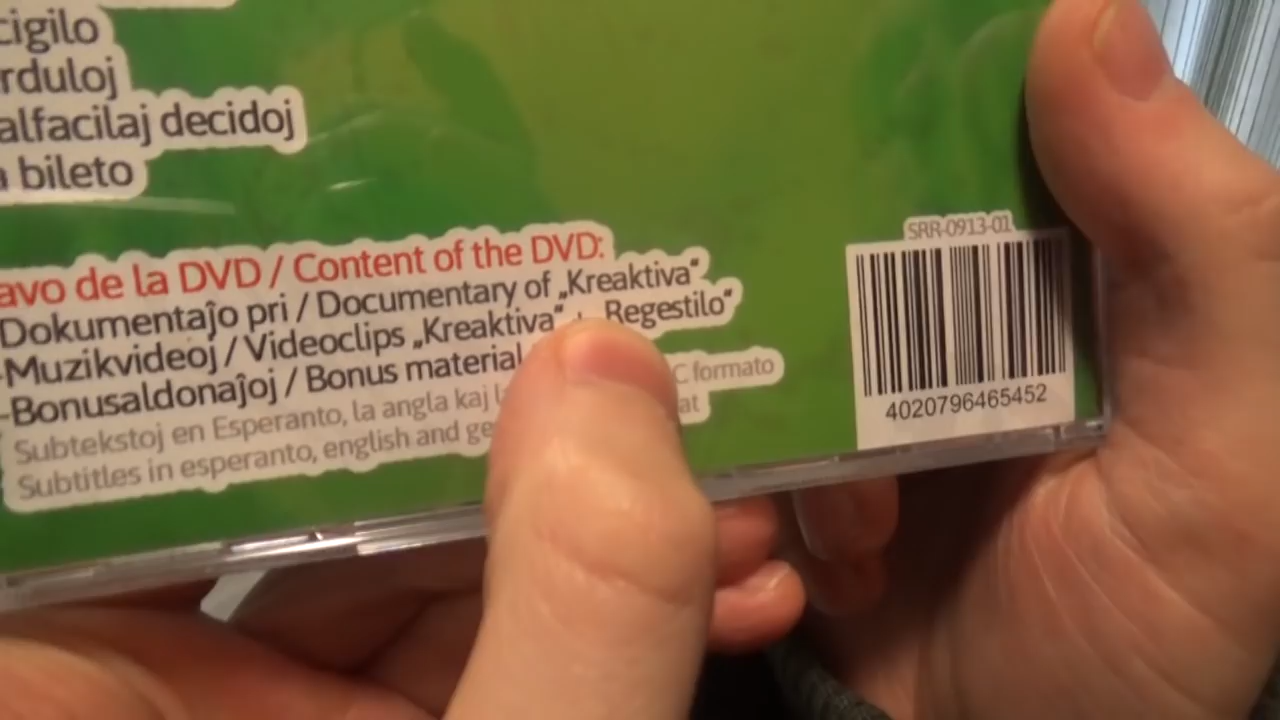 cigilo
rduloj
alfacilaj decidoj
bileto
avo de la DVD / Content of the DVD:
Dokumentaĵo pri / Documentary of „Kreaktiva“
-Muzikvideoj / Videoclips „Kreaktiva“ Regestilo“
-Bonusaldonaĵoj / Bonus material
Subtekstoj en Esperanto, la angla kaj C formato
Subtitles in esperanto, english and at
SRR-0913-01
4020796465452